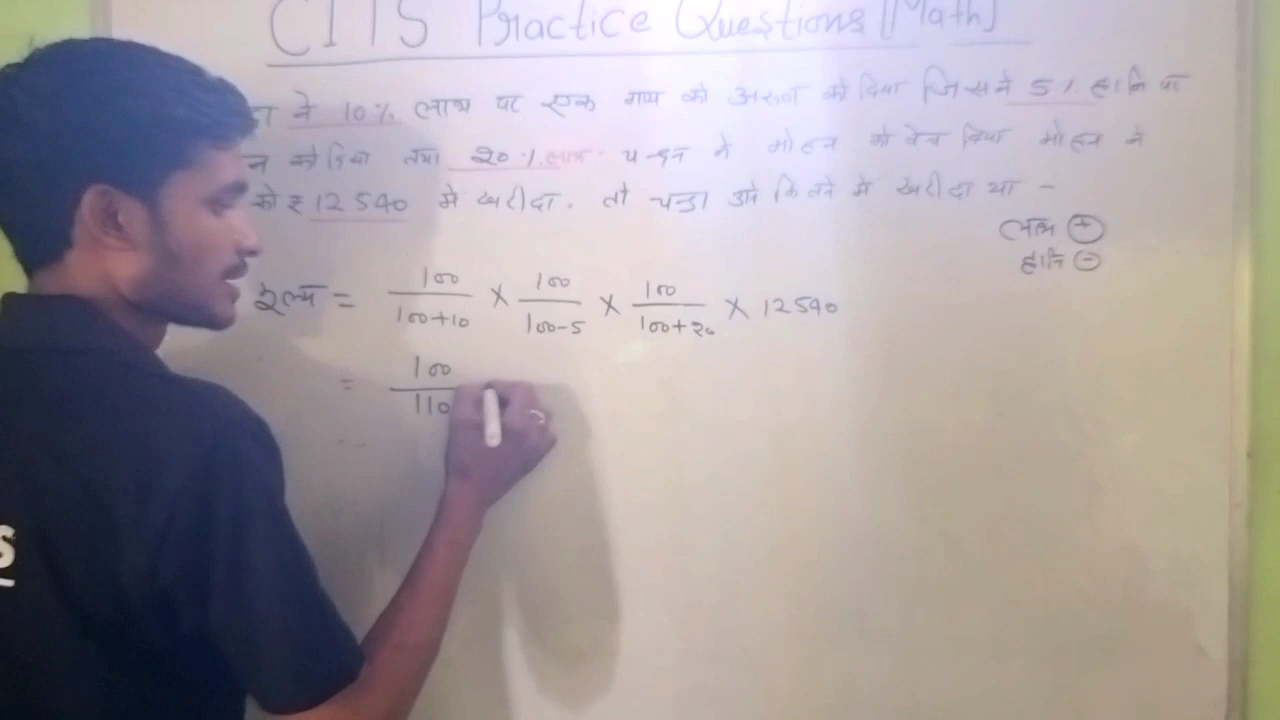 CITS Practice Questions [Math]
ने 10% लाभ पर एक गाय को अरुन को दिया जिसने 5% हानि पर
न को दिया तथा 20% लाभ पर चन्दन ने मोहन को बेच दिया मोहन ने
को ₹ 12540 मे खरीदा. तो चन्दा उसे कितने मे खरीदा था -
लाभ +
हानि -
मूल्य = 100/100+10 × 100/100-5 × 100/100+20 × 12540
= 100/110
S